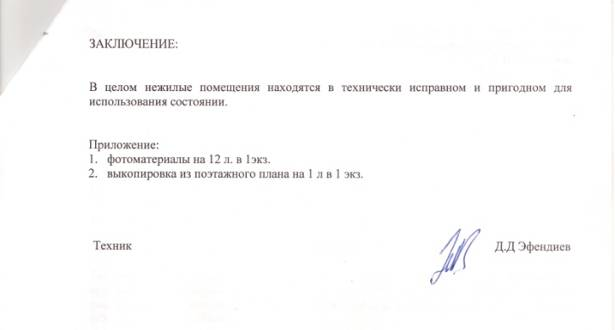 ЗАКЛЮЧЕНИЕ:
В целом нежилые помещения находятся в технически исправном и пригодном для
использования состоянии.
Приложение:
1. фотоматериалы на 12 л. в 1экз.
2. выкопировка из поэтажного плана на 1 л в 1 экз.
Техник Д.Д Эфендиев